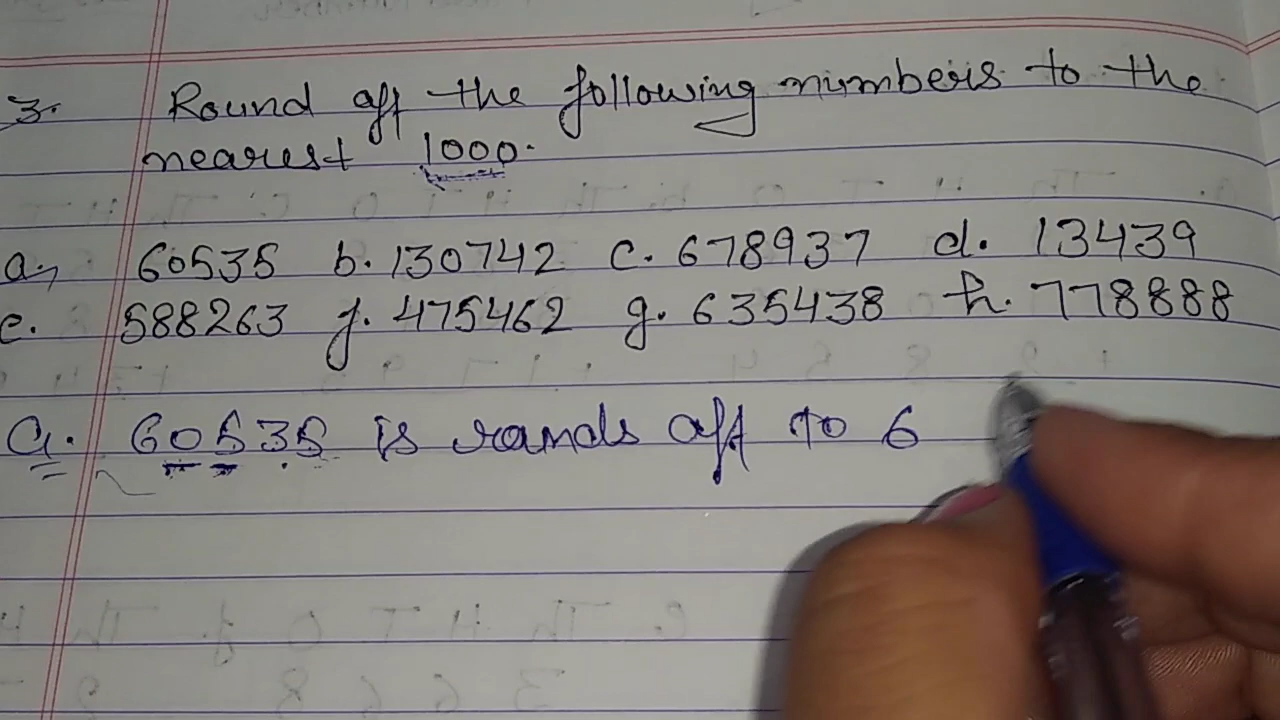 3. Round off the following numbers to the
nearest 1000.
a, 60535 b. 130742 c. 678937 d. 13439
e. 588263 f. 475462 g. 635438 h. 778888
a. 60535 is rounds off to 6